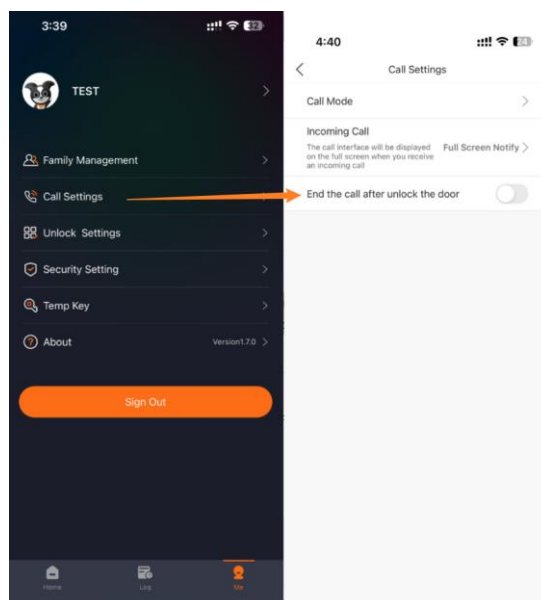 3:39
32
TEST
Family Management
Call Settings
Unlock Settings
Security Setting
Temp Key
About
Version1.7.0
Sign Out
Home
Log
Me
4:40
24
Call Settings
Call Mode
Incoming Call
The call interface will be displayed
on the full screen when you receive
an incoming call
Full Screen Notify
End the call after unlock the door